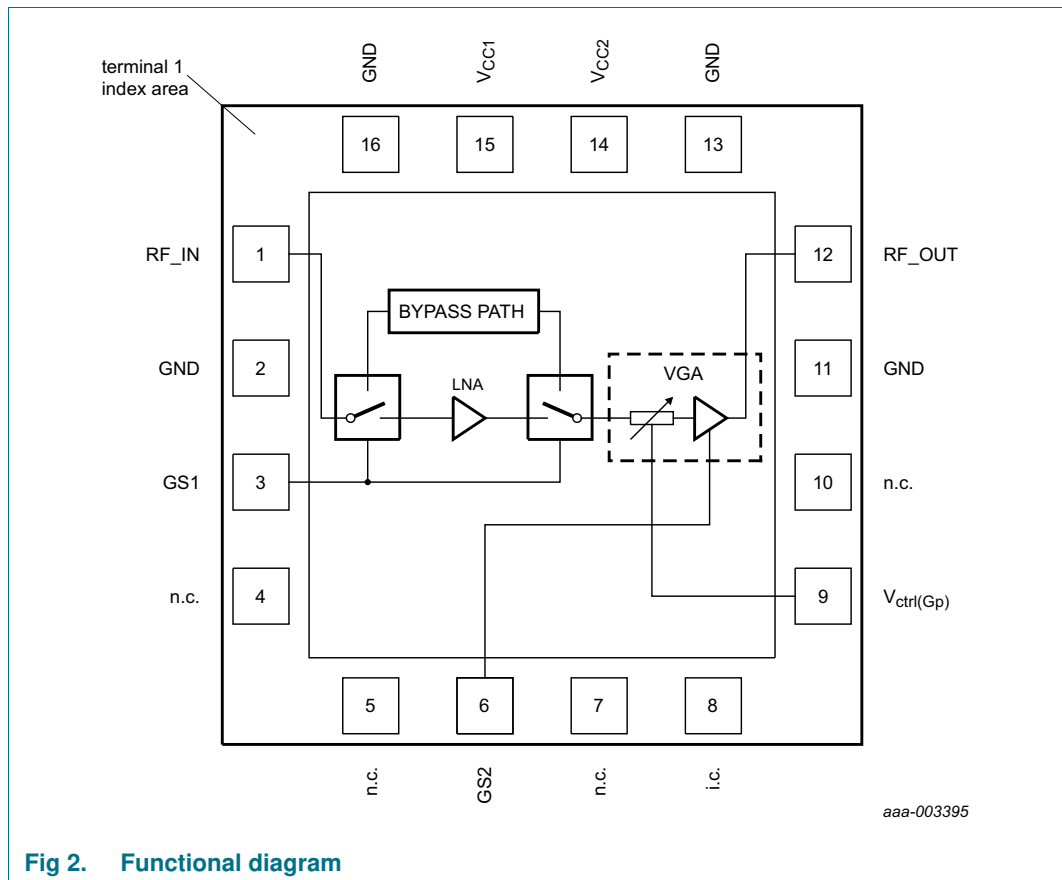 terminal 1
index area
GND
VCC1
VCC2
GND
16
15
14
13
RF_IN
1
12
RF_OUT
BYPASS PATH
GND
2
LNA
VGA
11
GND
GS1
3
10
n.c.
n.c.
4
9
Vctrl(Gp)
5
6
7
8
n.c.
GS2
n.c.
i.c.
aaa-003395
Fig 2. Functional diagram